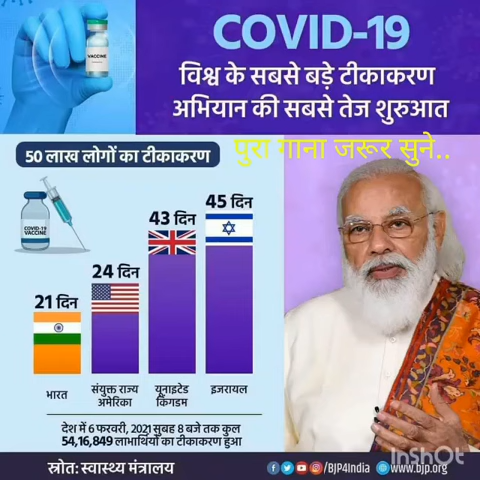 VACCINE
COVID-19
विश्व के सबसे बड़े टीकाकरण
अभियान की सबसे तेज शुरुआत
पुरा गाना जरूर सुने..
50 लाख लोगों का टीकाकरण
COVID-19
VACCINE
45 दिन
43 दिन
24 दिन
21 दिन
भारत
संयुक्त राज्य
अमेरिका
यूनाइटेड
किंगडम
इजरायल
देश में 6 फरवरी, 2021 सुबह 8 बजे तक कुल
54,16,849 लाभार्थियों का टीकाकरण हुआ
InShOt
स्रोत: स्वास्थ्य मंत्रालय
/BJP4India
www.bjp.org